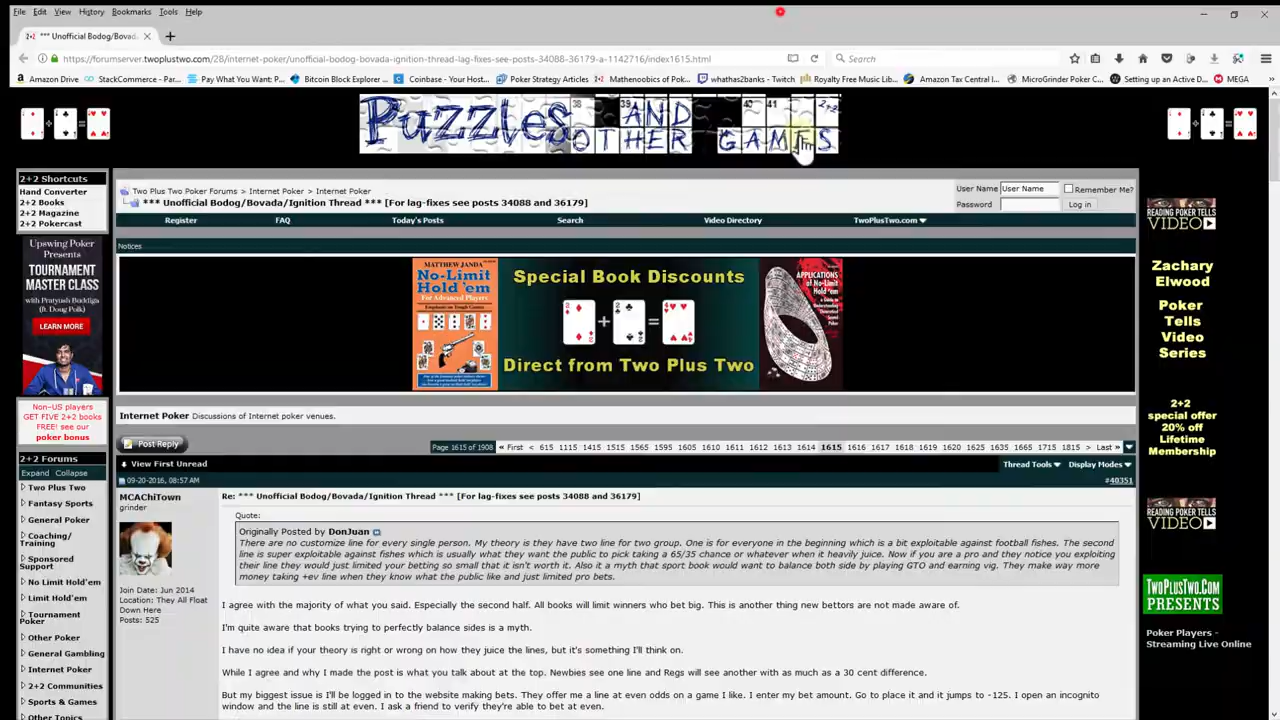 File Edit View History Bookmarks Tools Help
*** Unofficial Bodog/Bovada
https://forumserver.twoplustwo.com/28/internet-poker/unofficial-bodog-bovada-ignition-thread-lag-fixes-see-posts-34088-36179-a-1142716/index1615.html
Search
Amazon Drive StackCommerce - Par Pay What You Want: P Bitcoin Block Explorer Coinbase - Your Host Poker Strategy Articles Mathenoobics of Poker whathas2banks - Twitch Royalty Free Music Lib Amazon Tax Central I MicroGrinder Poker C Setting up an Active D MEGA
Puzzles AND OTHER GAMES
2+2 Shortcuts
Hand Converter
2+2 Books
2+2 Magazine
2+2 Pokercast
Two Plus Two Poker Forums > Internet Poker > Internet Poker
*** Unofficial Bodog/Bovada/Ignition Thread *** [For lag-fixes see posts 34088 and 36179]
User Name User Name Remember Me?
Password Log in
Register FAQ Today's Posts Search Video Directory TwoPlusTwo.com
Notices
Upswing Poker
Presents
TOURNAMENT
MASTER CLASS
with Pratyush Buddiga
(ft. Doug Polk)
LEARN MORE
MATTHEW JANDA
No-Limit
Hold 'em
For Advanced Players
Special Book Discounts
Direct from Two Plus Two
APPLICATIONS
of No-Limit
Hold 'em
READING POKER TELLS
VIDEO
Zachary
Elwood
Poker
Tells
Video
Series
2+2
special offer
20% off
Lifetime
Membership
READING POKER TELLS
VIDEO
TwoPlusTwo.com
PRESENTS
Poker Players -
Streaming Live Online
Non-US players
GET FIVE 2+2 books
FREE! see our
poker bonus
Internet Poker Discussions of Internet poker venues.
Post Reply
Page 1615 of 1908 « First < 615 1115 1415 1515 1565 1595 1605 1610 1611 1612 1613 1614 1615 1616 1617 1618 1619 1620 1625 1635 1665 1715 1815 > Last »
View First Unread Thread Tools Display Modes
09-20-2016, 08:57 AM #40351
2+2 Forums
Expand Collapse
Two Plus Two
Fantasy Sports
General Poker
Coaching/
Training
Sponsored
Support
No Limit Hold'em
Limit Hold'em
Tournament
Poker
Other Poker
General Gambling
Internet Poker
2+2 Communities
Sports & Games
Other Topics
MCAChiTown
grinder
Join Date: Jun 2014
Location: They All Float
Down Here
Posts: 525
Re: *** Unofficial Bodog/Bovada/Ignition Thread *** [For lag-fixes see posts 34088 and 36179]
Quote:
Originally Posted by DonJuan
There are no customize line for every single person. My theory is they have two line for two group. One is for everyone in the beginning which is a bit exploitable against football fishes. The second
line is super exploitable against fishes which is usually what they want the public to pick taking a 65/35 chance or whatever when it heavily juice. Now if you are a pro and they notice you exploiting
their line they would just limited your betting so small that it isn't worth it. Also it a myth that sport book would want to balance both side by playing GTO and earning vig. They make way more
money taking +ev line when they know what the public like and just limited pro bets.
I agree with the majority of what you said. Especially the second half. All books will limit winners who bet big. This is another thing new bettors are not made aware of.
I'm quite aware that books trying to perfectly balance sides is a myth.
I have no idea if your theory is right or wrong on how they juice the lines, but it's something I'll think on.
While I agree and why I made the post is what you talk about at the top. Newbies see one line and Regs will see another with as much as a 30 cent difference.
But my biggest issue is I'll be logged in to the website making bets. They offer me a line at even odds on a game I like. I enter my bet amount. Go to place it and it jumps to -125. I open an incognito
window and the line is still at even. I ask a friend to verify they're able to bet at even.